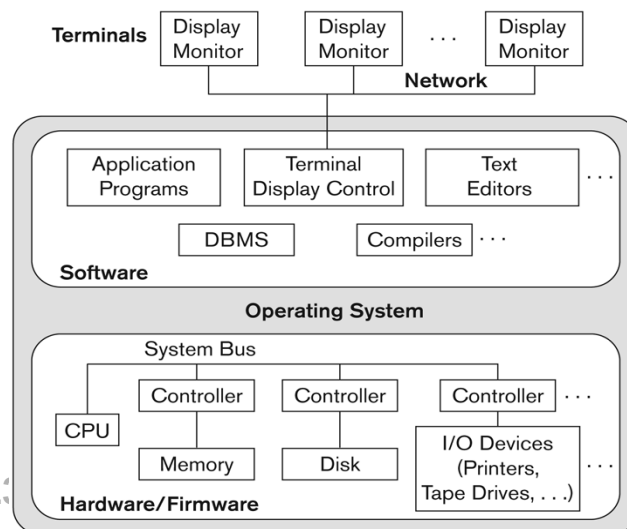 Terminals
Display Monitor
Display Monitor
. . .
Display Monitor
Network
Application Programs
Terminal Display Control
Text Editors
. . .
DBMS
Compilers
. . .
Software
Operating System
System Bus
Controller
Controller
Controller
. . .
CPU
Memory
Disk
I/O Devices
(Printers,
Tape Drives, . . .)
. . .
Hardware/Firmware